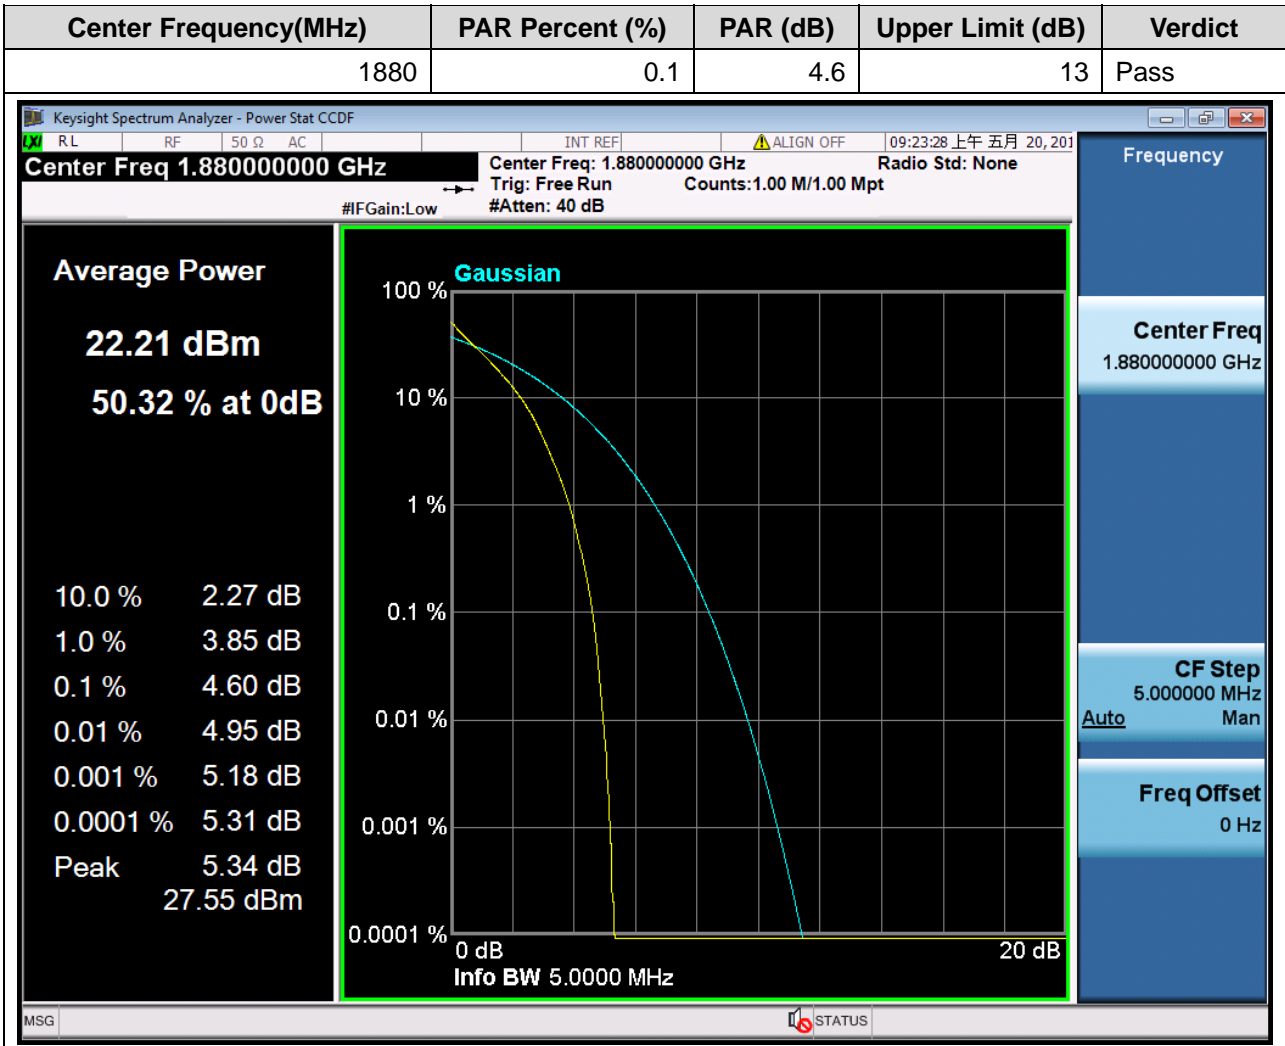 Center Frequency(MHz) PAR Percent (%) PAR (dB) Upper Limit (dB) Verdict
1880 0.1 4.6 13 Pass
Keysight Spectrum Analyzer - Power Stat CCDF
LXI RL RF 50 Ω AC INT REF ALIGN OFF 09:23:28 上午 五月 20, 201
Center Freq 1.880000000 GHz
Center Freq: 1.880000000 GHz Radio Std: None
Trig: Free Run Counts:1.00 M/1.00 Mpt
#IFGain:Low #Atten: 40 dB
Average Power
22.21 dBm
50.32 % at 0dB
10.0 % 2.27 dB
1.0 % 3.85 dB
0.1 % 4.60 dB
0.01 % 4.95 dB
0.001 % 5.18 dB
0.0001 % 5.31 dB
Peak 5.34 dB
27.55 dBm
Gaussian
100 %
10 %
1 %
0.1 %
0.01 %
0.001 %
0.0001 %
0 dB 20 dB
Info BW 5.0000 MHz
Frequency
Center Freq
1.880000000 GHz
CF Step
5.000000 MHz
Auto Man
Freq Offset
0 Hz
MSG STATUS